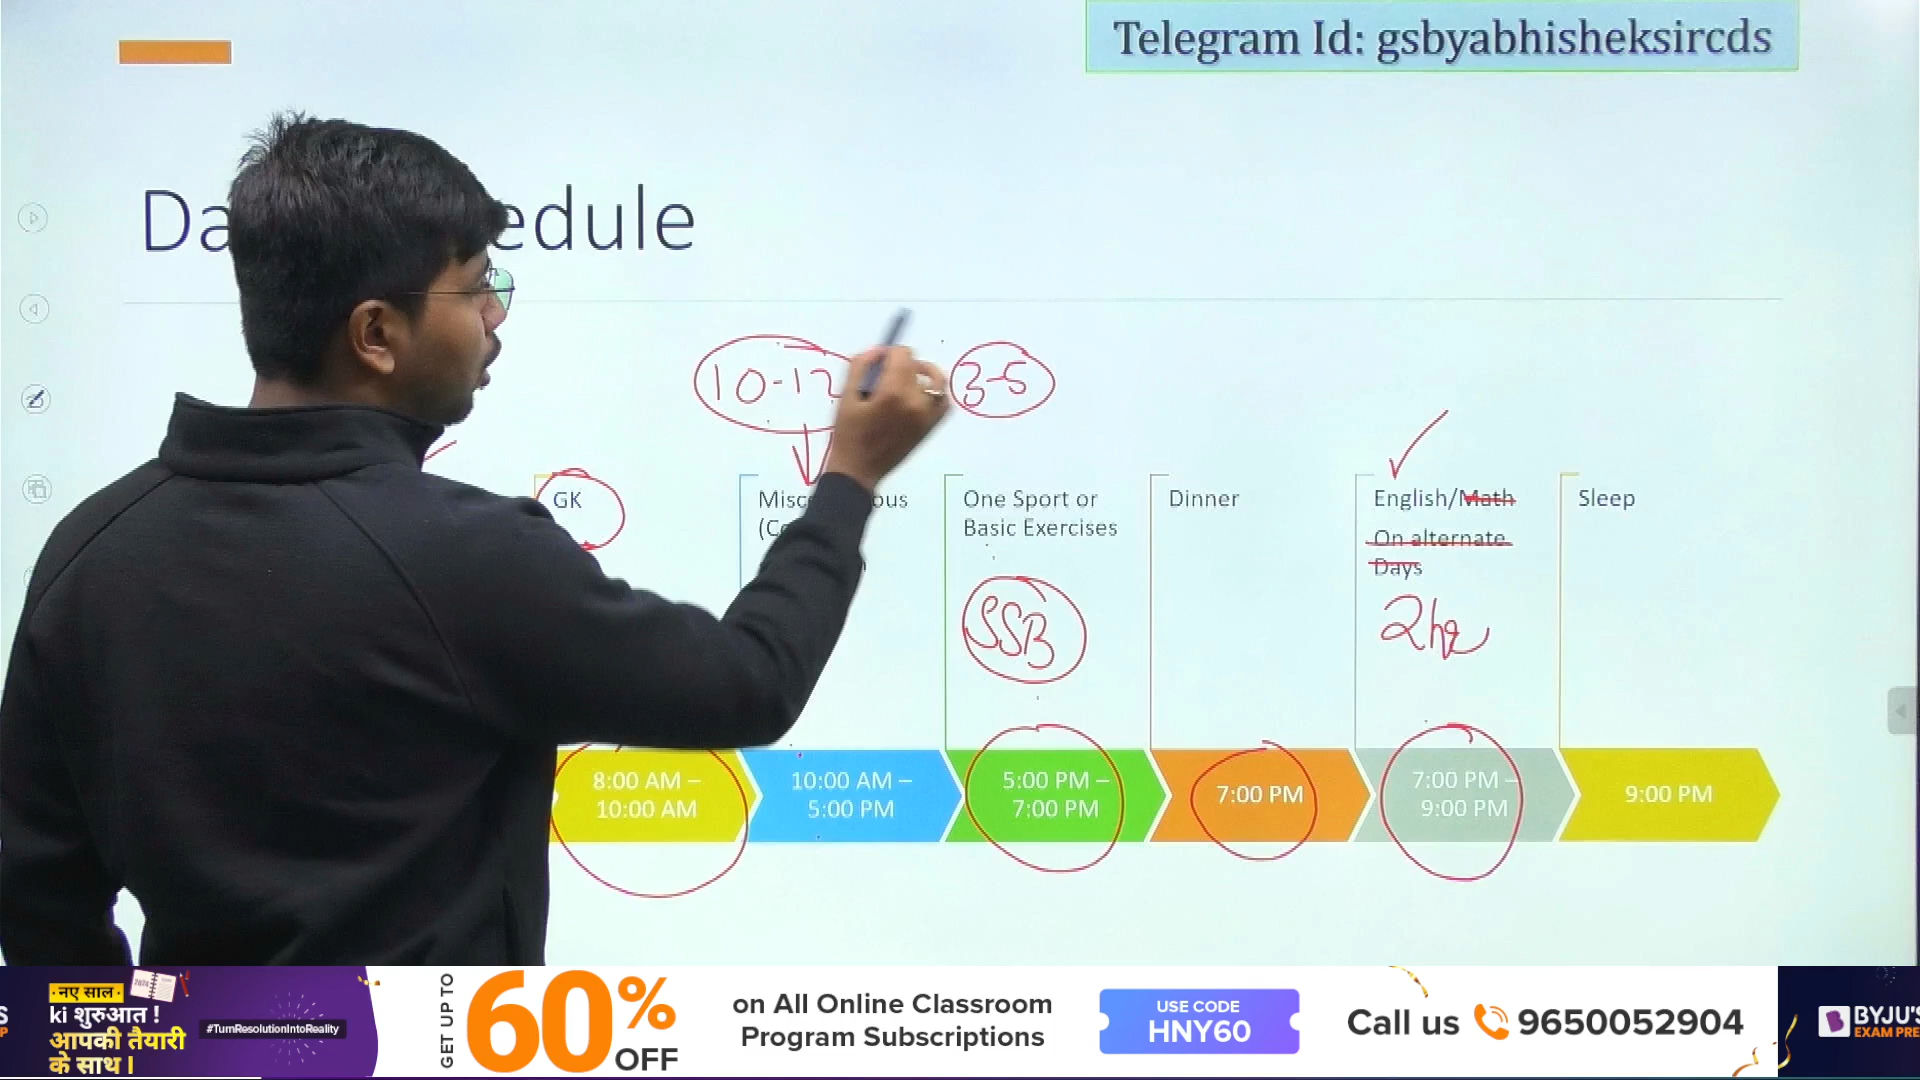 Telegram Id: gsbyabhisheksircds
edule
10-12
3-5
GK
One Sport or
Basic Exercises
Dinner
English/Math
On alternate
Days
Sleep
SSB
2hr
8:00 AM –
10:00 AM
10:00 AM –
5:00 PM
5:00 PM –
7:00 PM
7:00 PM
7:00 PM –
9:00 PM
9:00 PM
नए साल
ki शुरुआत !
आपकी तैयारी
के साथ।
#TurnResolutionIntoReality
GET UP TO
60%
OFF
on All Online Classroom
Program Subscriptions
USE CODE
HNY60
Call us 9650052904
BYJU'S
EXAM PRE